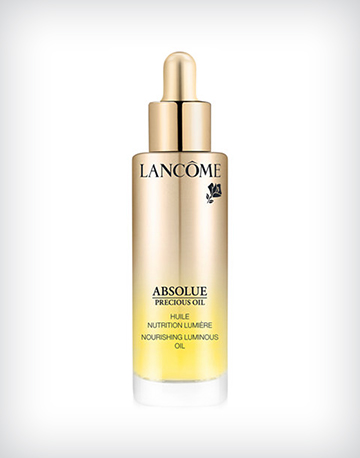 LANCÔME
ABSOLUE
PRECIOUS OIL
HUILE
NUTRITION LUMIÈRE
NOURISHING LUMINOUS
OIL